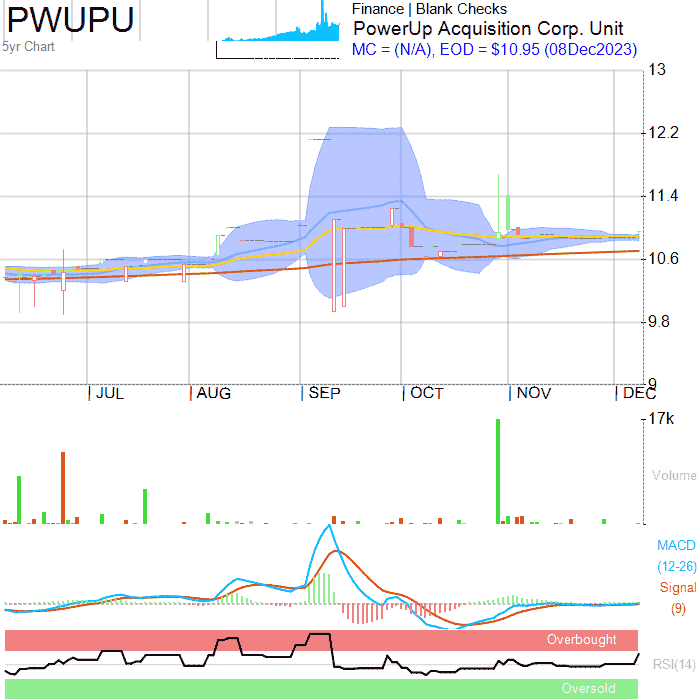 PWUPU
5yr Chart
Finance | Blank Checks
PowerUp Acquisition Corp. Unit
MC = (N/A), EOD = $10.95 (08Dec2023)
13
12.2
11.4
10.6
9.8
9
JUL AUG SEP OCT NOV DEC
17k
Volume
MACD
(12-26)
Signal
(9)
Overbought
RSI(14)
Oversold